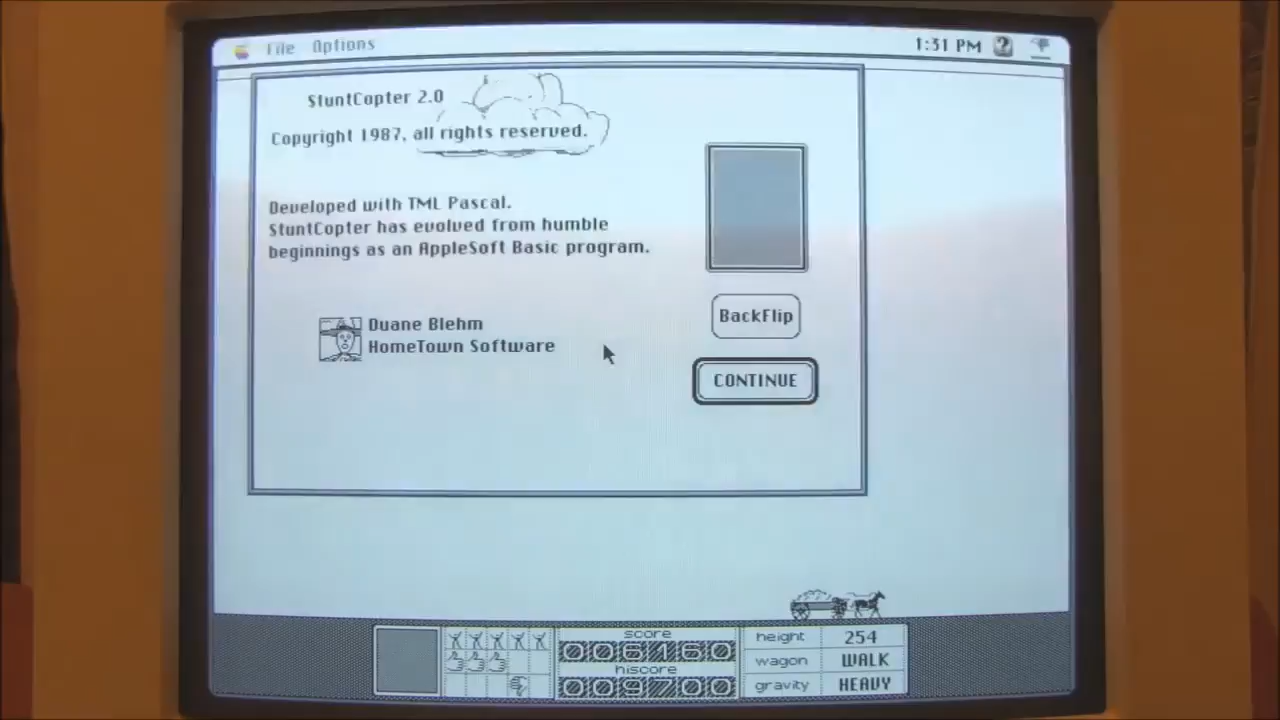 File Options 1:31 PM
StuntCopter 2.0
Copyright 1987, all rights reserved.
Developed with TML Pascal.
StuntCopter has evolved from humble
beginnings as an AppleSoft Basic program.
Duane Blehm
HomeTown Software
BackFlip
CONTINUE
score
006160
hiscore
009700
height 254
wagon WALK
gravity HEAVY